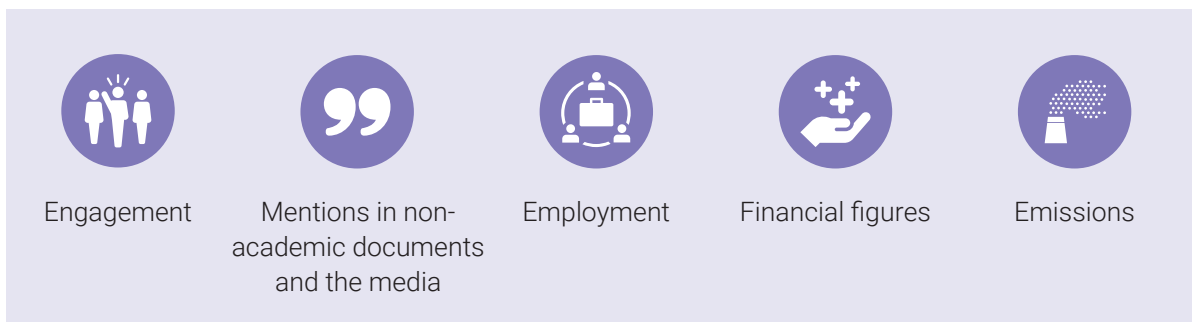 Engagement
Mentions in non-
academic documents
and the media
Employment
Financial figures
Emissions